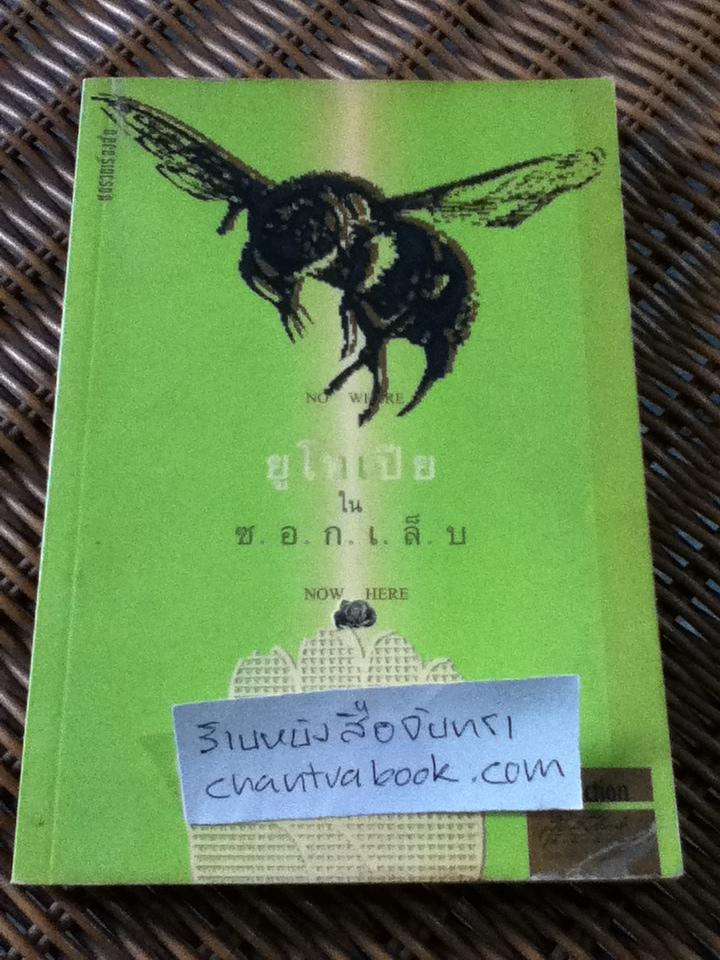 NO WHERE
ยูโทเปีย
ใน
ซ.อ.ก.เ.ล็.บ
NOW HERE
ร้านหนังสือจันทรา
chantrabook.com
ction